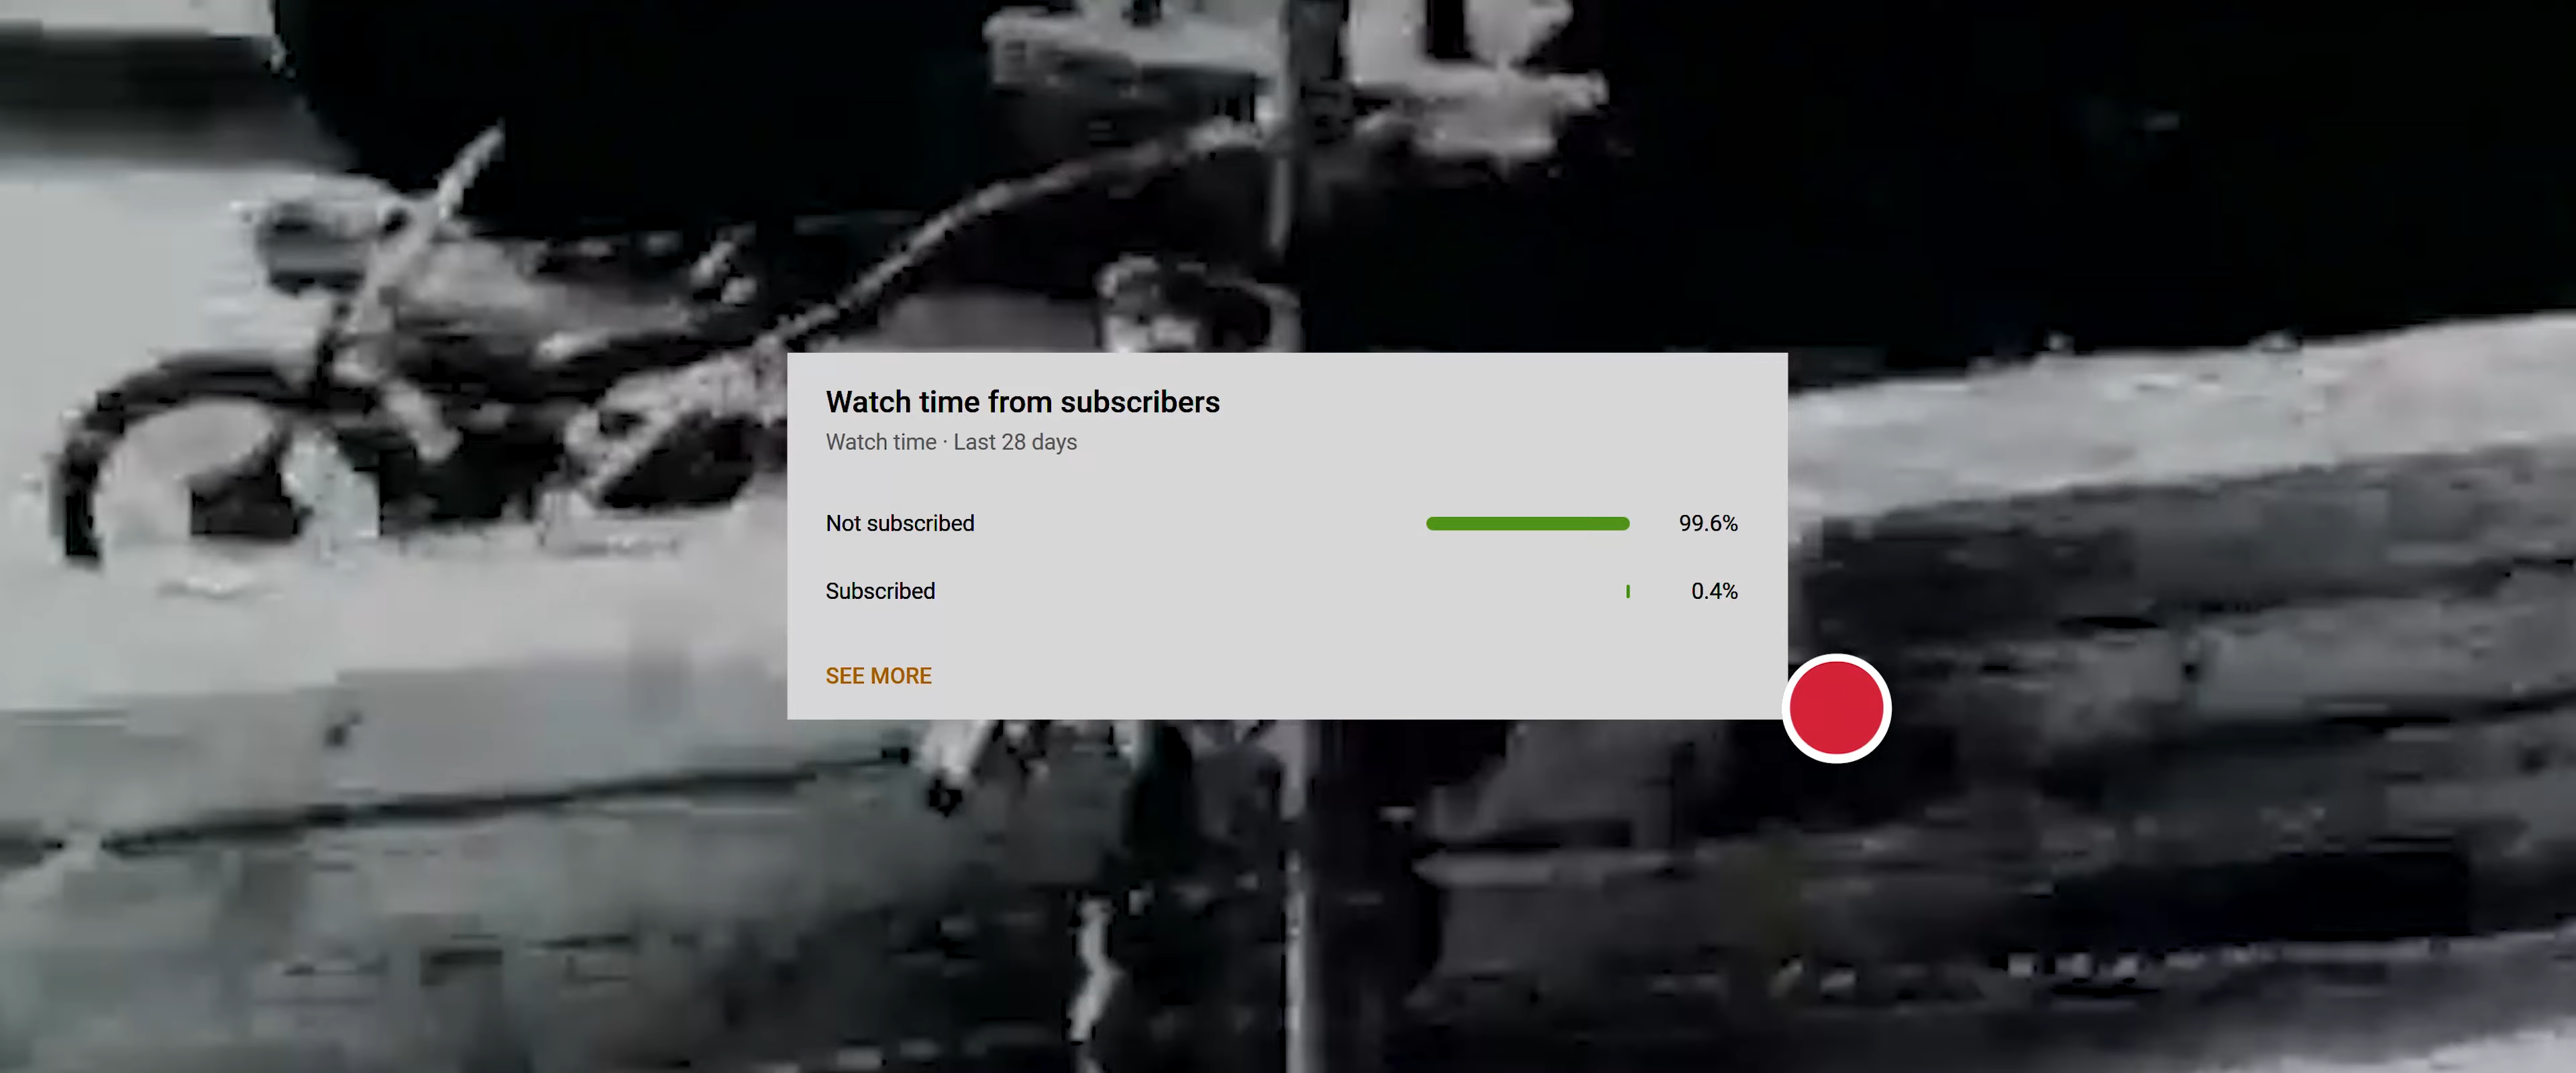 Watch time from subscribers
Watch time · Last 28 days
Not subscribed 99.6%
Subscribed 0.4%
SEE MORE